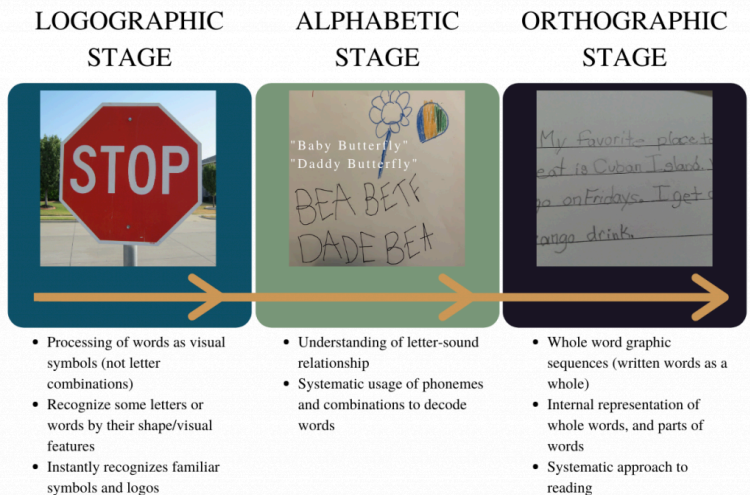 LOGOGRAPHIC
STAGE
ALPHABETIC
STAGE
ORTHOGRAPHIC
STAGE
STOP
"Baby Butterfly"
"Daddy Butterfly"
BEA BETF
DADE BEA
My favorite place to
eat is Cuban Island.
on Fridays. I get
drink.
• Processing of words as visual
symbols (not letter
combinations)
• Recognize some letters or
words by their shape/visual
features
• Instantly recognizes familiar
symbols and logos
• Understanding of letter-sound
relationship
• Systematic usage of phonemes
and combinations to decode
words
• Whole word graphic
sequences (written words as a
whole)
• Internal representation of
whole words, and parts of
words
• Systematic approach to
reading